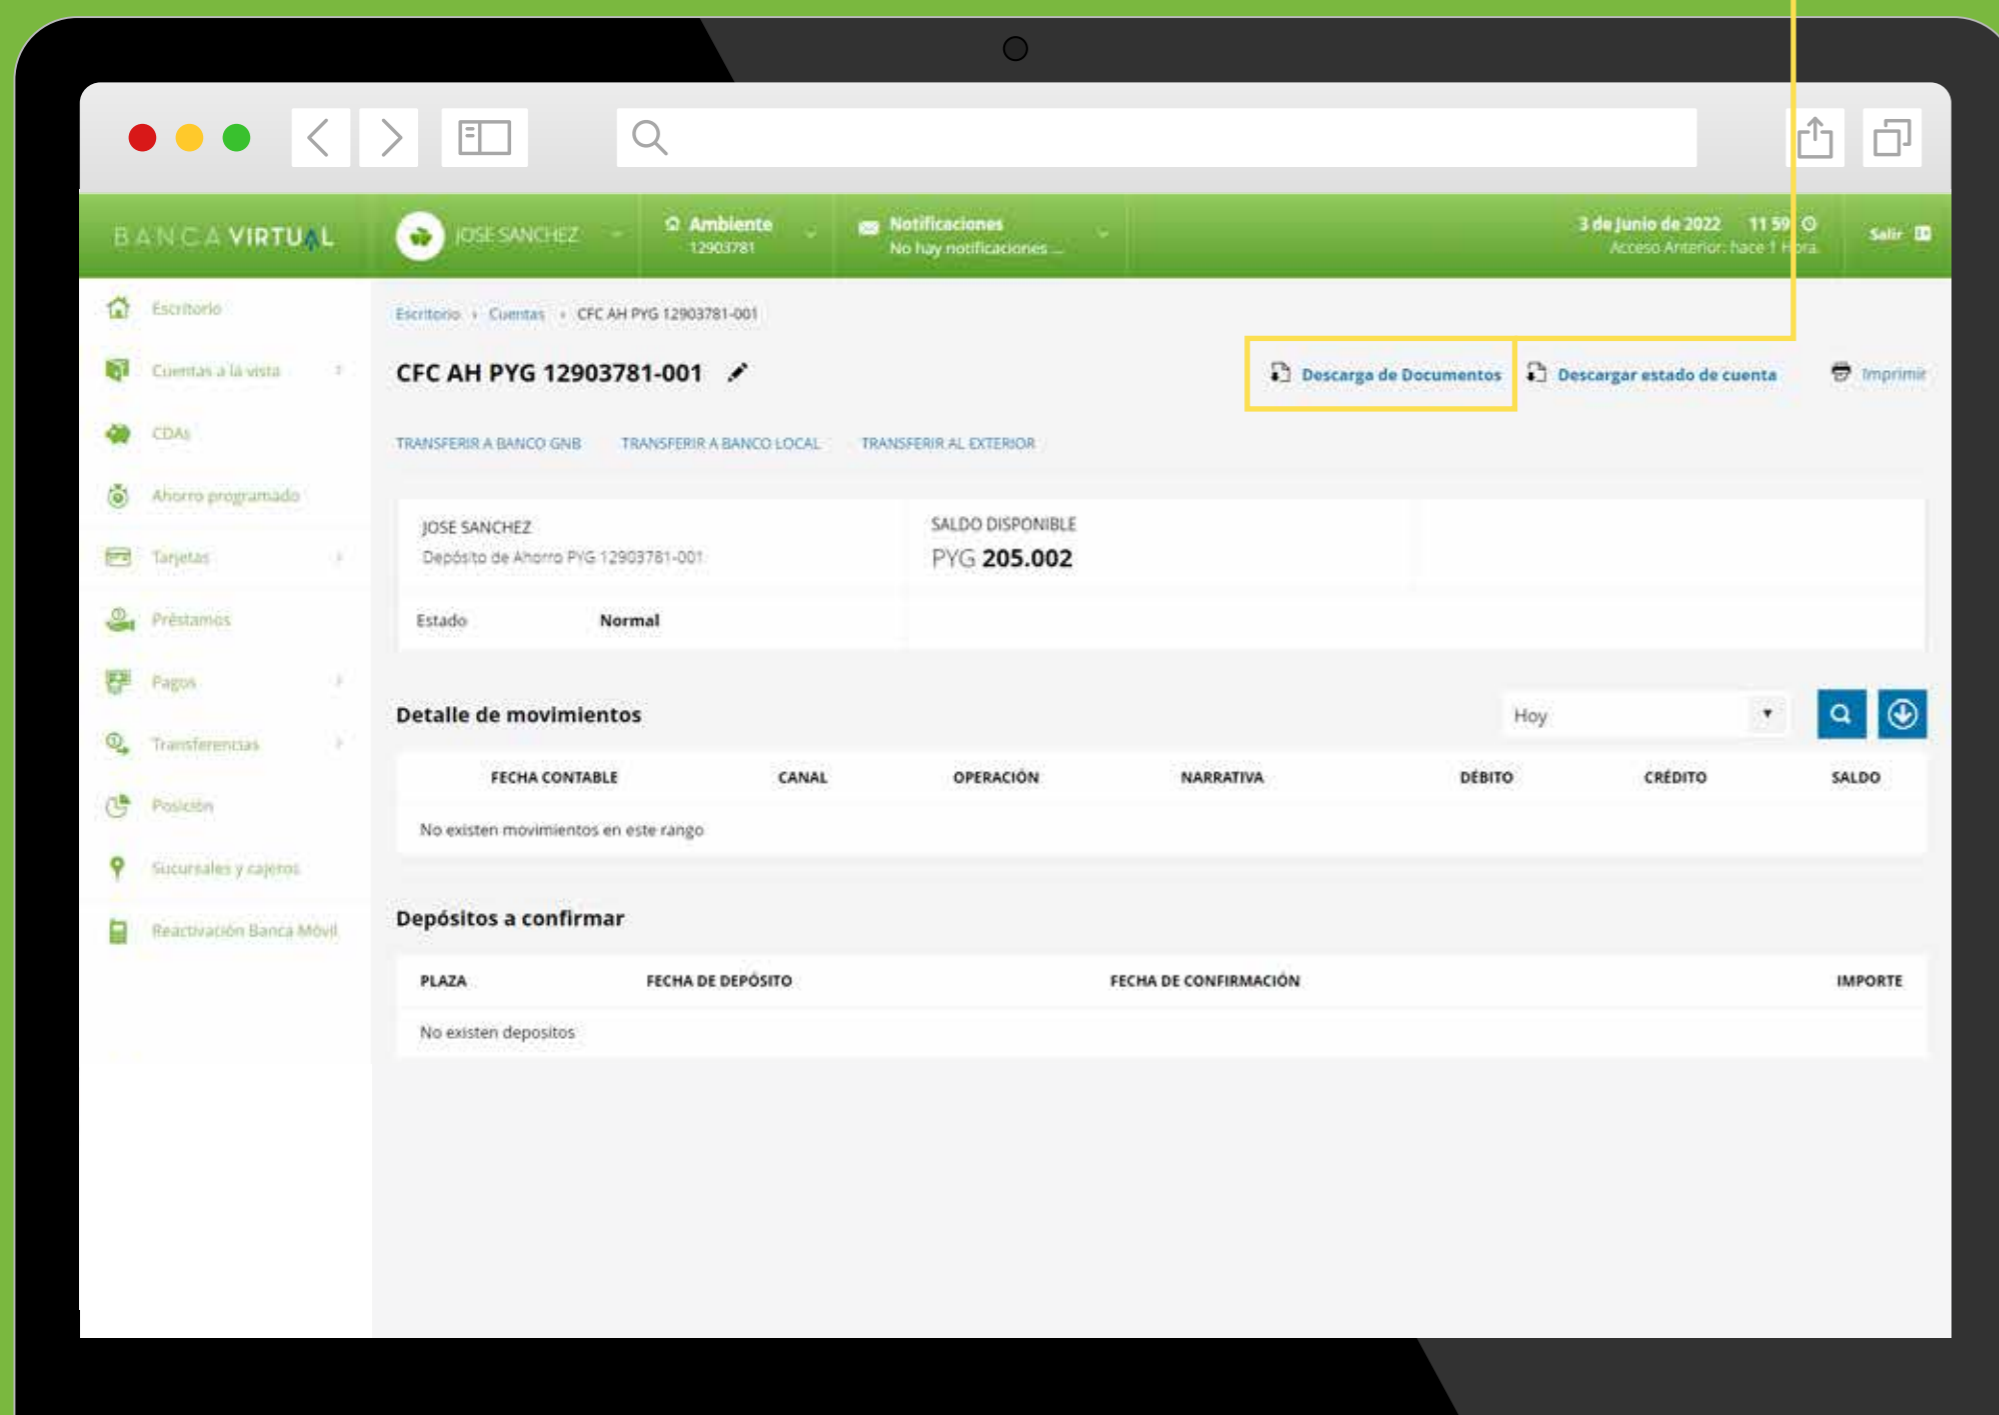 BANCA VIRTUAL
JOSE SANCHEZ
Ambiente
12903781
Notificaciones
No hay notificaciones ...
3 de Junio de 2022 11 59
Acceso Anterior: hace 1 Hora.
Salir
Escritorio
Cuentas a la vista
CDAs
Ahorro programado
Tarjetas
Préstamos
Pagos
Transferencias
Posición
Sucursales y cajeros
Reactivación Banca Móvil
Escritorio › Cuentas › CFC AH PYG 12903781-001
CFC AH PYG 12903781-001
Descarga de Documentos
Descargar estado de cuenta
Imprimir
TRANSFERIR A BANCO GNB TRANSFERIR A BANCO LOCAL TRANSFERIR AL EXTERIOR
JOSE SANCHEZ
Depósito de Ahorro PYG 12903781-001
SALDO DISPONIBLE
PYG 205.002
Estado Normal
Detalle de movimientos
Hoy
FECHA CONTABLE CANAL OPERACIÓN NARRATIVA DÉBITO CRÉDITO SALDO
No existen movimientos en este rango
Depósitos a confirmar
PLAZA FECHA DE DEPÓSITO FECHA DE CONFIRMACIÓN IMPORTE
No existen depositos